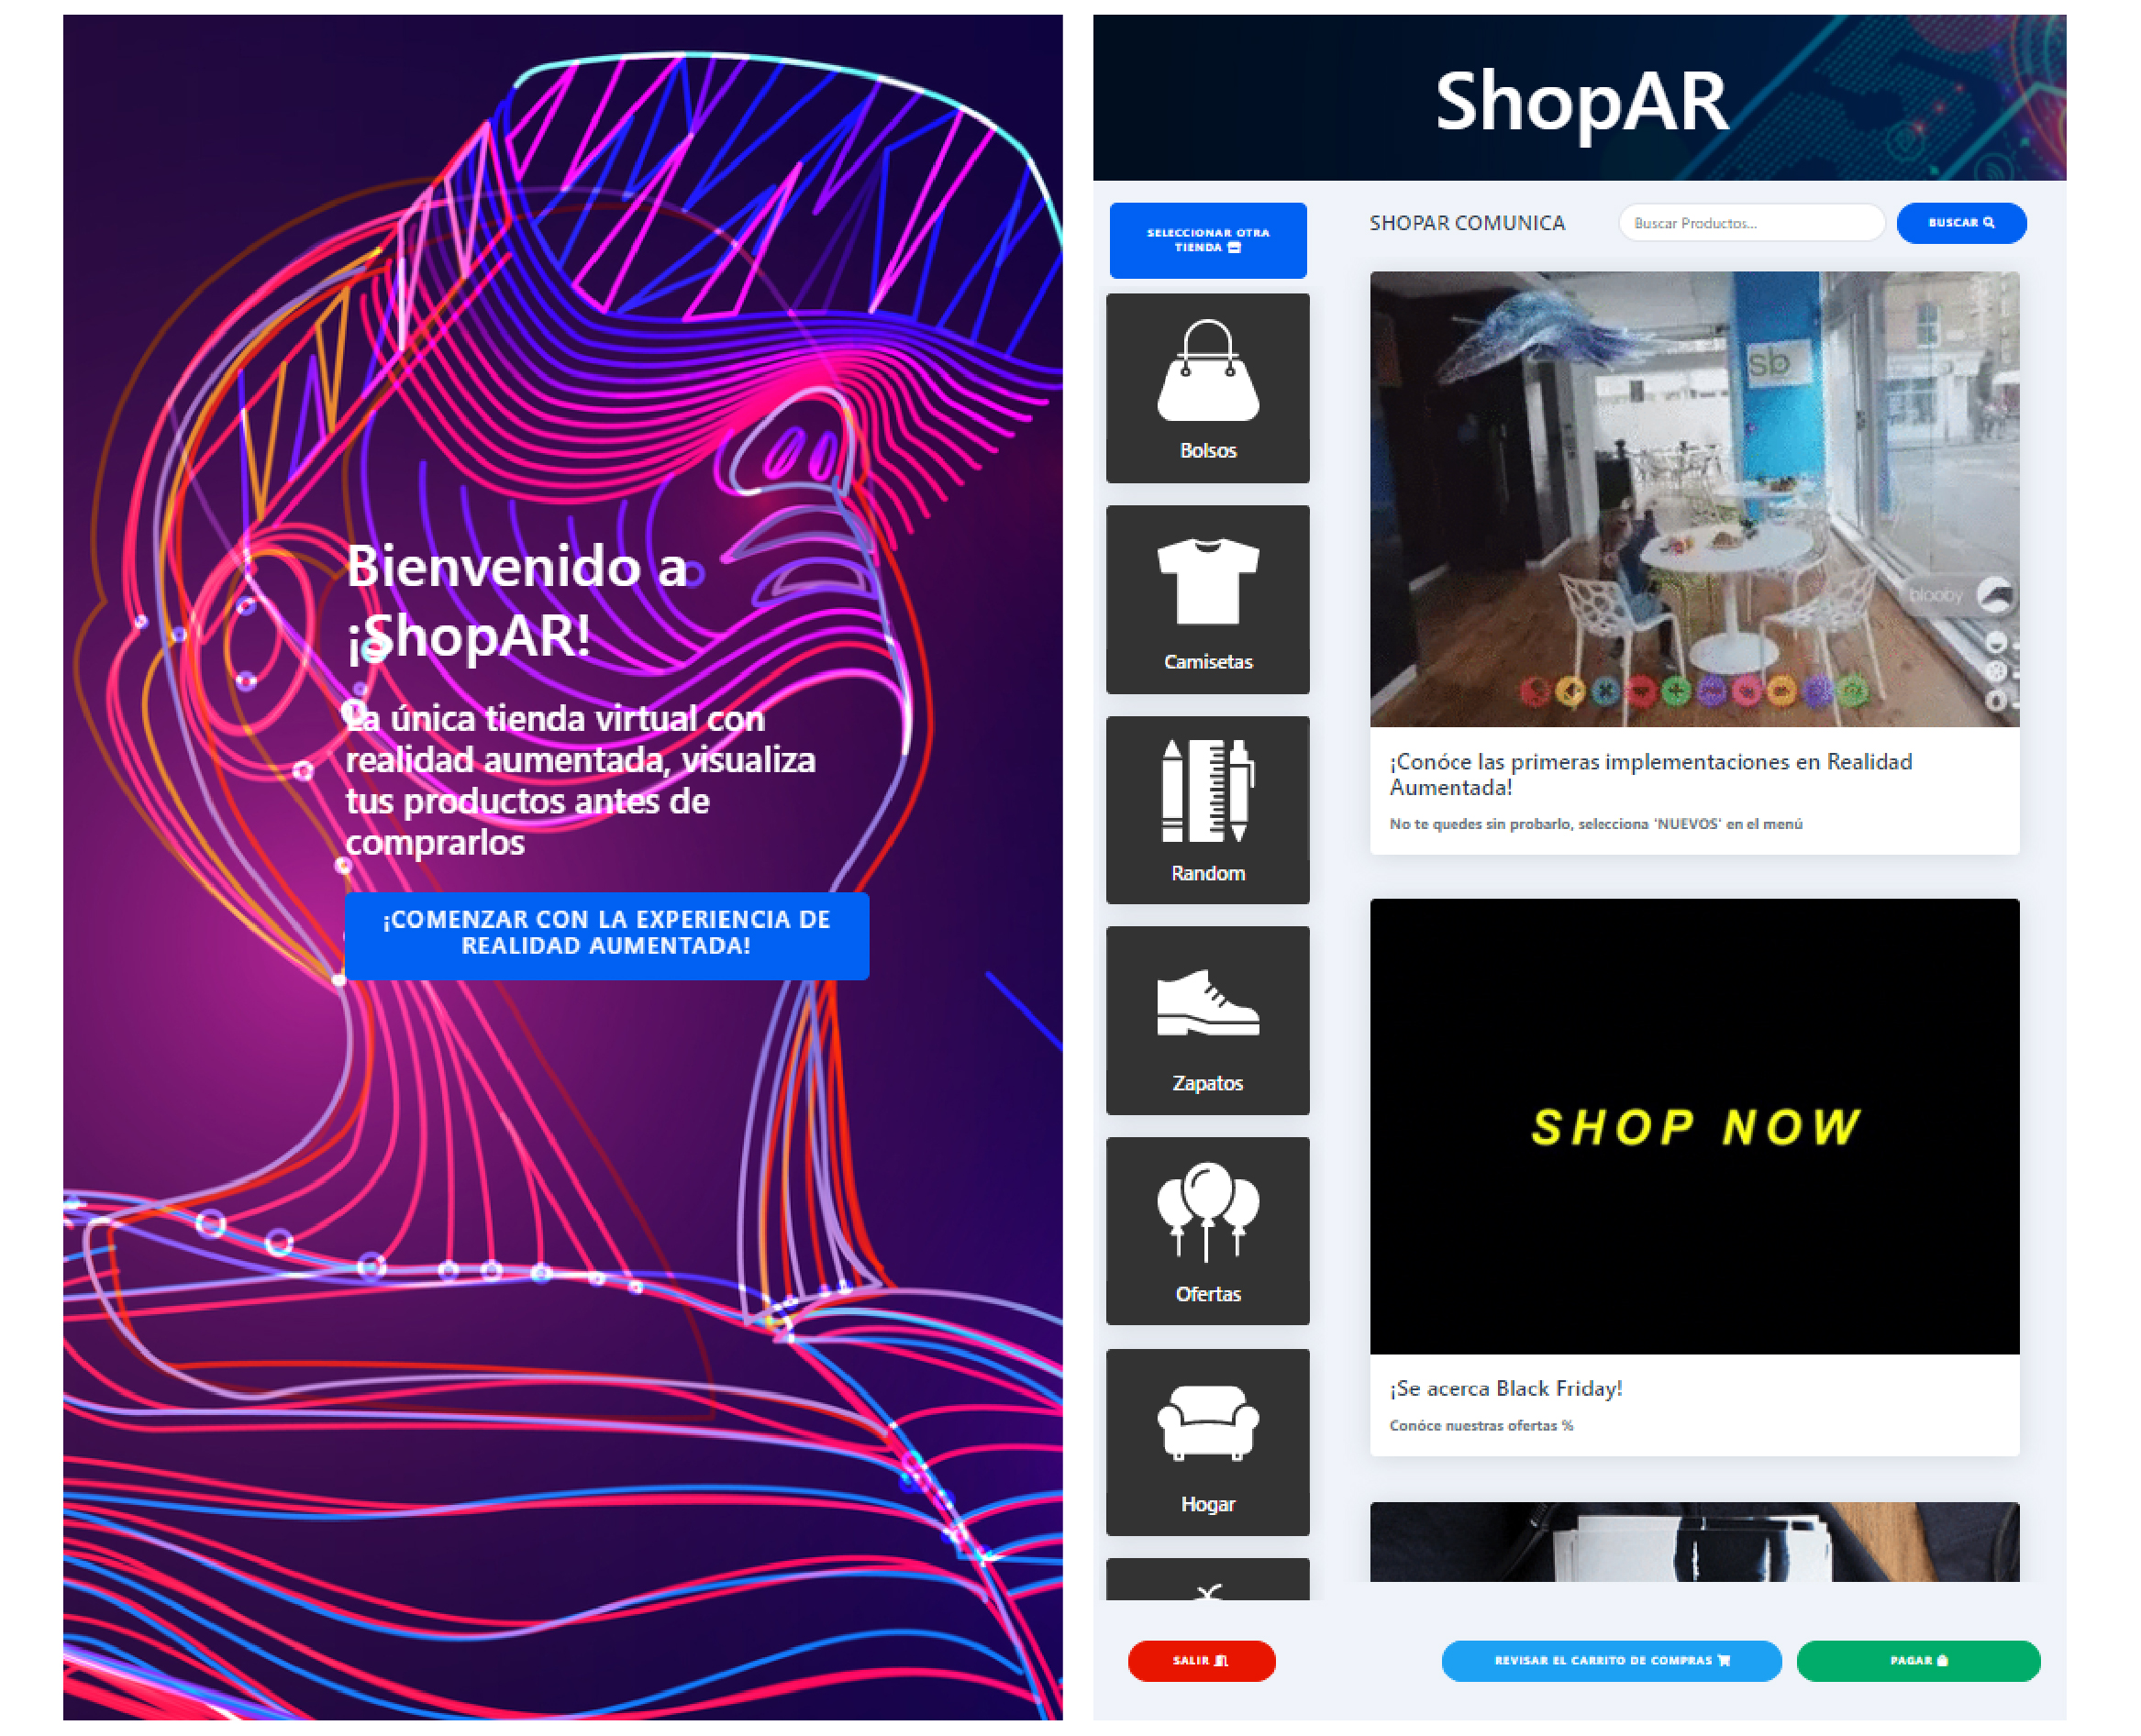 Bienvenido a
¡ShopAR!
La única tienda virtual con
realidad aumentada, visualiza
tus productos antes de
comprarlos
¡COMENZAR CON LA EXPERIENCIA DE
REALIDAD AUMENTADA!
ShopAR
SELECCIONAR OTRA
TIENDA
SHOPAR COMUNICA
Buscar Productos...
BUSCAR
Bolsos
Camisetas
Random
Zapatos
Ofertas
Hogar
sb
blooby
¡Conóce las primeras implementaciones en Realidad
Aumentada!
No te quedes sin probarlo, selecciona 'NUEVOS' en el menú
SHOP NOW
¡Se acerca Black Friday!
Conóce nuestras ofertas %
SALIR
REVISAR EL CARRITO DE COMPRAS
PAGAR